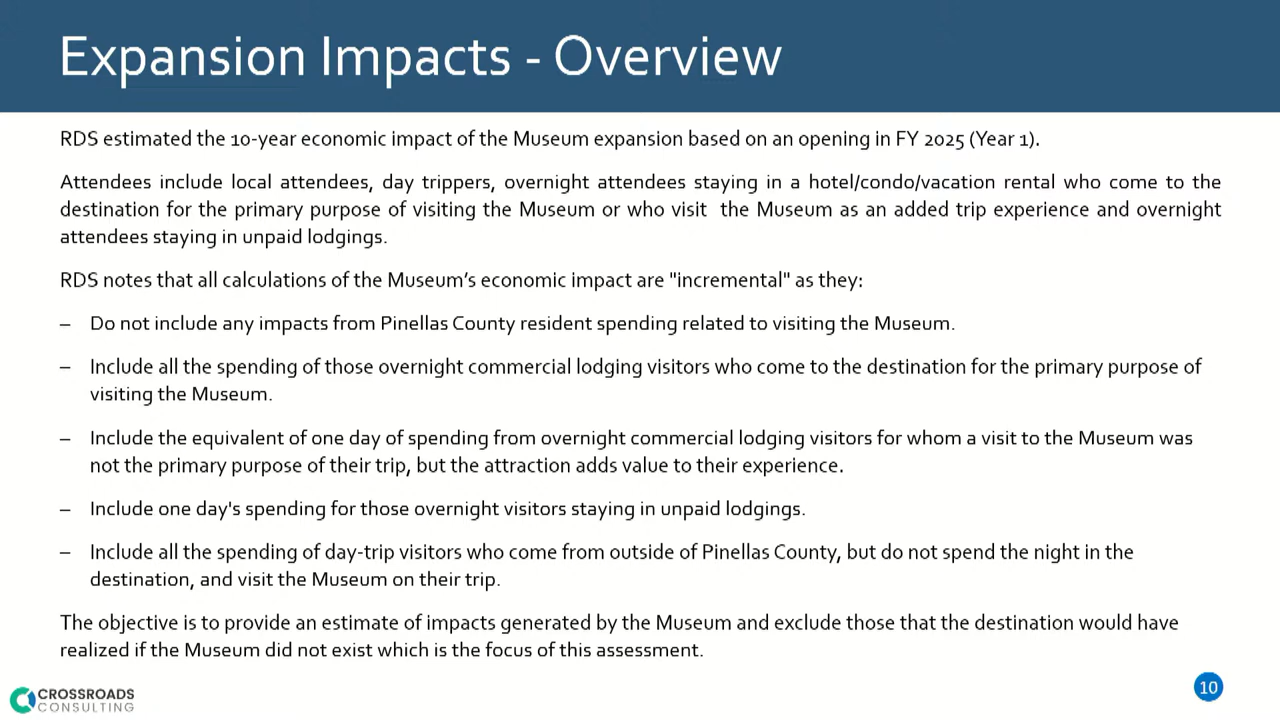 Expansion Impacts - Overview
RDS estimated the 10-year economic impact of the Museum expansion based on an opening in FY 2025 (Year 1).
Attendees include local attendees, day trippers, overnight attendees staying in a hotel/condo/vacation rental who come to the
destination for the primary purpose of visiting the Museum or who visit the Museum as an added trip experience and overnight
attendees staying in unpaid lodgings.
RDS notes that all calculations of the Museum’s economic impact are "incremental" as they:
– Do not include any impacts from Pinellas County resident spending related to visiting the Museum.
– Include all the spending of those overnight commercial lodging visitors who come to the destination for the primary purpose of
visiting the Museum.
– Include the equivalent of one day of spending from overnight commercial lodging visitors for whom a visit to the Museum was
not the primary purpose of their trip, but the attraction adds value to their experience.
– Include one day's spending for those overnight visitors staying in unpaid lodgings.
– Include all the spending of day-trip visitors who come from outside of Pinellas County, but do not spend the night in the
destination, and visit the Museum on their trip.
The objective is to provide an estimate of impacts generated by the Museum and exclude those that the destination would have
realized if the Museum did not exist which is the focus of this assessment.
CROSSROADS
CONSULTING
10